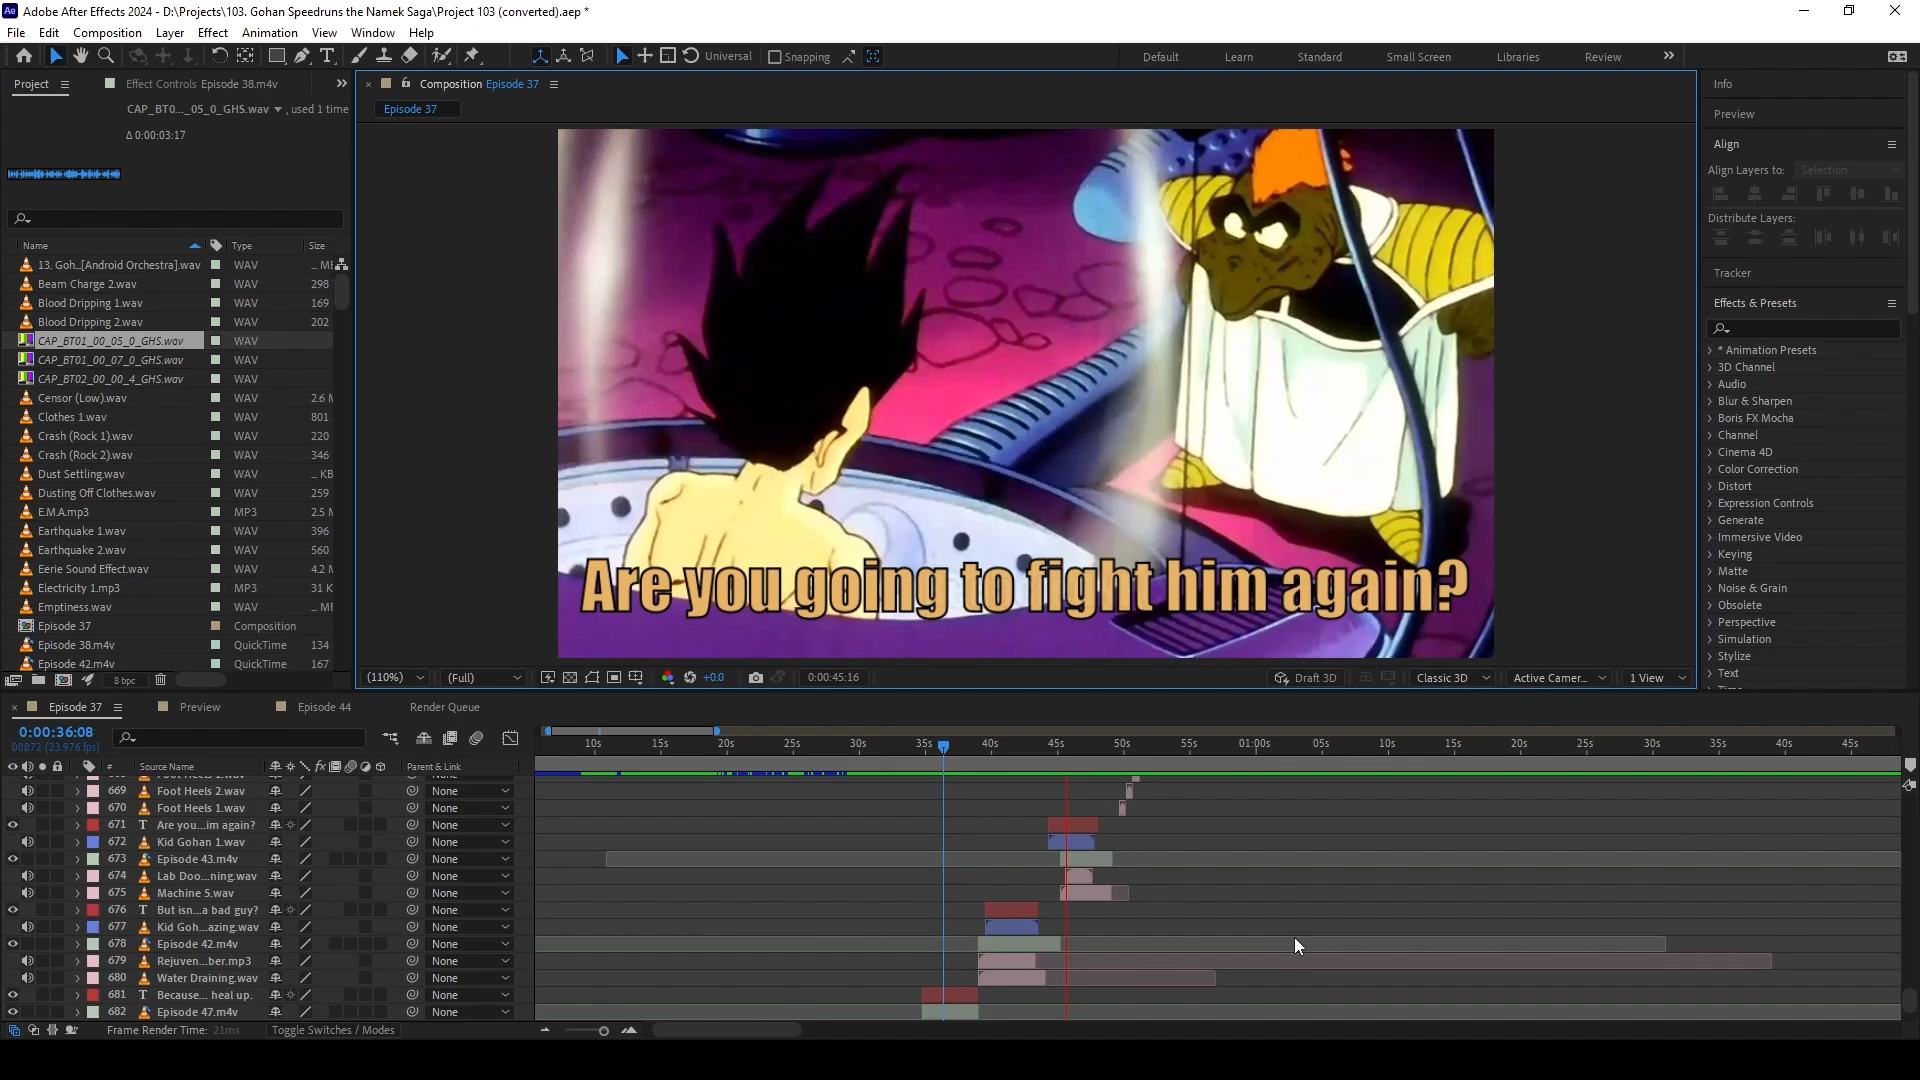 Adobe After Effects 2024 - D:\Projects\103. Gohan Speedruns the Namek Saga\Project 103 (converted).aep *
File Edit Composition Layer Effect Animation View Window Help
Universal Snapping Default Learn Standard Small Screen Libraries Review
Project Effect Controls Episode 38.m4v
CAP_BT0..._05_0_GHS.wav , used 1 time
Δ 0:00:03:17
Name Type Size
13. Goh..[Android Orchestra].wav WAV
Beam Charge 2.wav WAV 298
Blood Dripping 1.wav WAV 169
Blood Dripping 2.wav WAV 202
CAP_BT01_00_05_0_GHS.wav WAV
CAP_BT01_00_07_0_GHS.wav WAV
CAP_BT02_00_00_4_GHS.wav WAV
Censor (Low).wav WAV 2.6
Clothes 1.wav WAV 801
Crash (Rock 1).wav WAV 220
Crash (Rock 2).wav WAV 346
Dust Settling.wav WAV ... KB
Dusting Off Clothes.wav WAV 259
E.M.A.mp3 MP3 2.5
Earthquake 1.wav WAV 396
Earthquake 2.wav WAV 560
Eerie Sound Effect.wav WAV 4.2
Electricity 1.mp3 MP3 31 K
Emptiness.wav WAV
Episode 37 Composition
Episode 38.m4v QuickTime 134
Episode 42.m4v QuickTime 167
8 bpc
Composition Episode 37
Episode 37
Are you going to fight him again?
(110%) (Full) +0.0 0:00:45:16 Draft 3D Classic 3D Active Camer... 1 View
Info
Preview
Align
Align Layers to: Selection
Distribute Layers:
Tracker
Effects & Presets
* Animation Presets
3D Channel
Audio
Blur & Sharpen
Boris FX Mocha
Channel
Cinema 4D
Color Correction
Distort
Expression Controls
Generate
Immersive Video
Keying
Matte
Noise & Grain
Obsolete
Perspective
Simulation
Stylize
Text
Episode 37 Preview Episode 44 Render Queue
0:00:36:08
00872 (23.976 fps)
10s 15s 20s 25s 30s 35s 40s 45s 50s 55s 01:00s 05s 10s 15s 20s 25s 30s 35s 40s 45s
# Source Name fx Parent & Link
669 Foot Heels 2.wav None
670 Foot Heels 1.wav None
671 T Are you...im again? None
672 Kid Gohan 1.wav None
673 Episode 43.m4v None
674 Lab Doo...ning.wav None
675 Machine 5.wav None
676 T But isn...a bad guy? None
677 Kid Goh...azing.wav None
678 Episode 42.m4v None
679 Rejuven...ber.mp3 None
680 Water Draining.wav None
681 T Because... heal up. None
682 Episode 47.m4v None
Frame Render Time: 21ms Toggle Switches / Modes